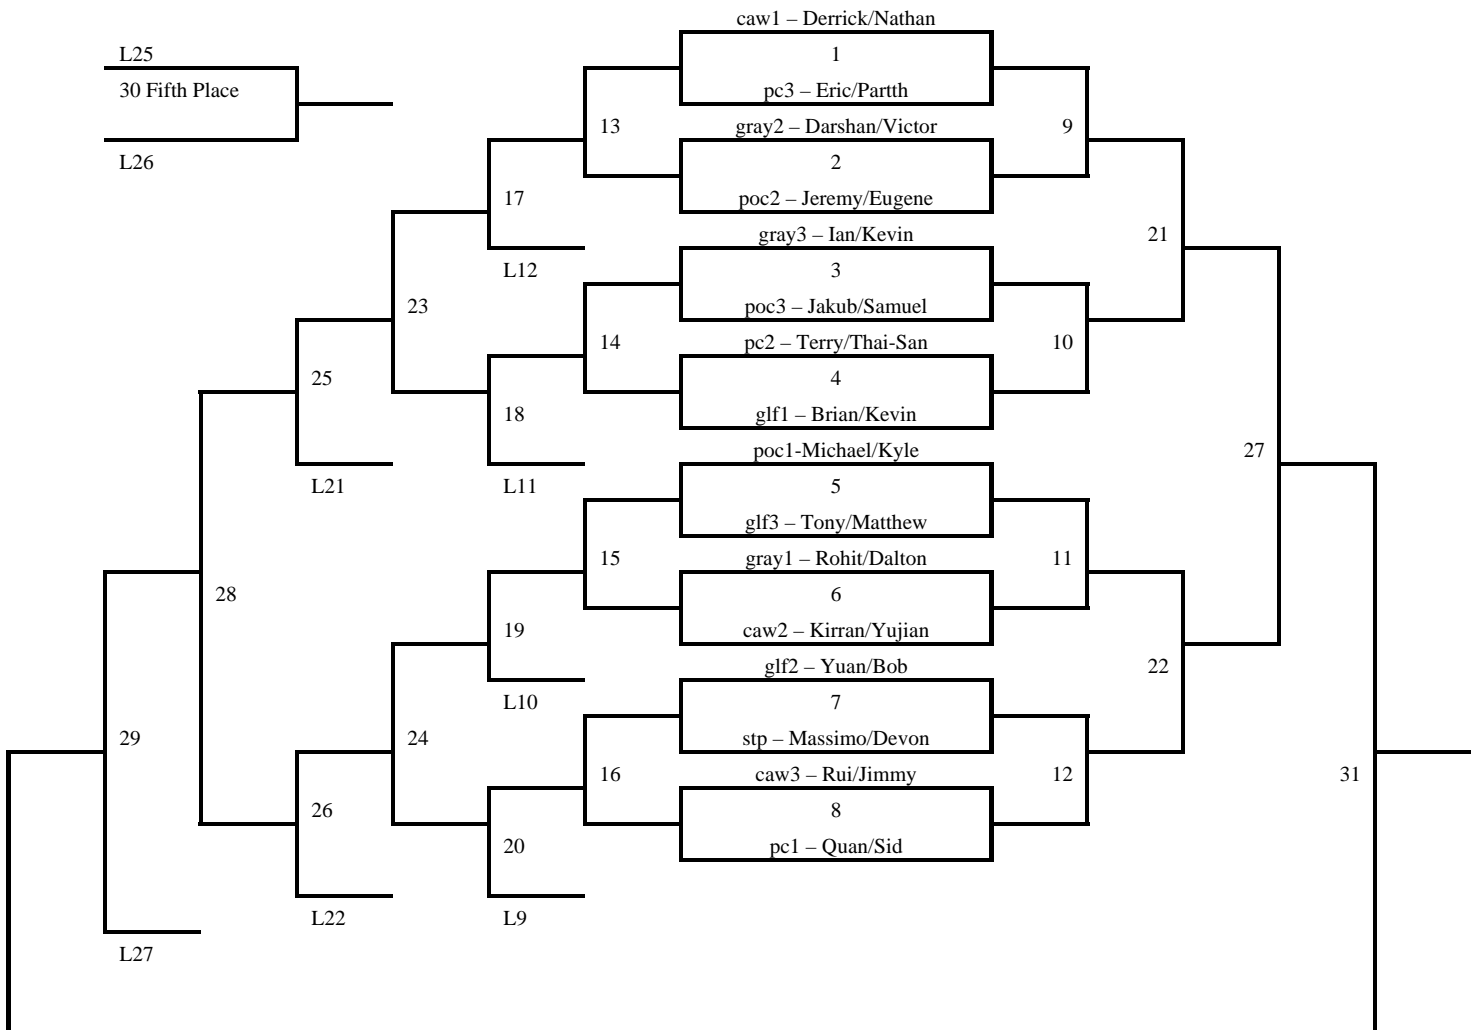 caw1 – Derrick/Nathan
L25
1
30 Fifth Place
pc3 – Eric/Partth
13
gray2 – Darshan/Victor
9
L26
2
17
poc2 – Jeremy/Eugene
gray3 – Ian/Kevin
21
L12
3
23
poc3 – Jakub/Samuel
14
pc2 – Terry/Thai-San
10
25
4
18
glf1 – Brian/Kevin
poc1-Michael/Kyle
27
L21
L11
5
glf3 – Tony/Matthew
15
gray1 – Rohit/Dalton
11
28
6
19
caw2 – Kirran/Yujian
glf2 – Yuan/Bob
22
L10
7
29
24
stp – Massimo/Devon
16
caw3 – Rui/Jimmy
12
31
26
8
20
pc1 – Quan/Sid
L22
L9
L27